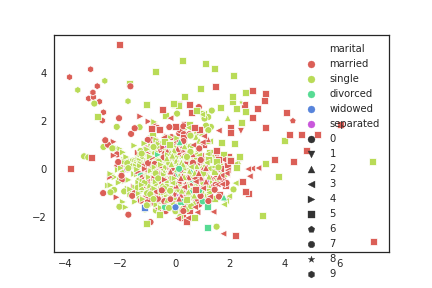 marital
married
single
divorced
widowed
separated
0
1
2
3
4
5
6
7
8
9
4
2
0
−2
−4 −2 0 2 4 6